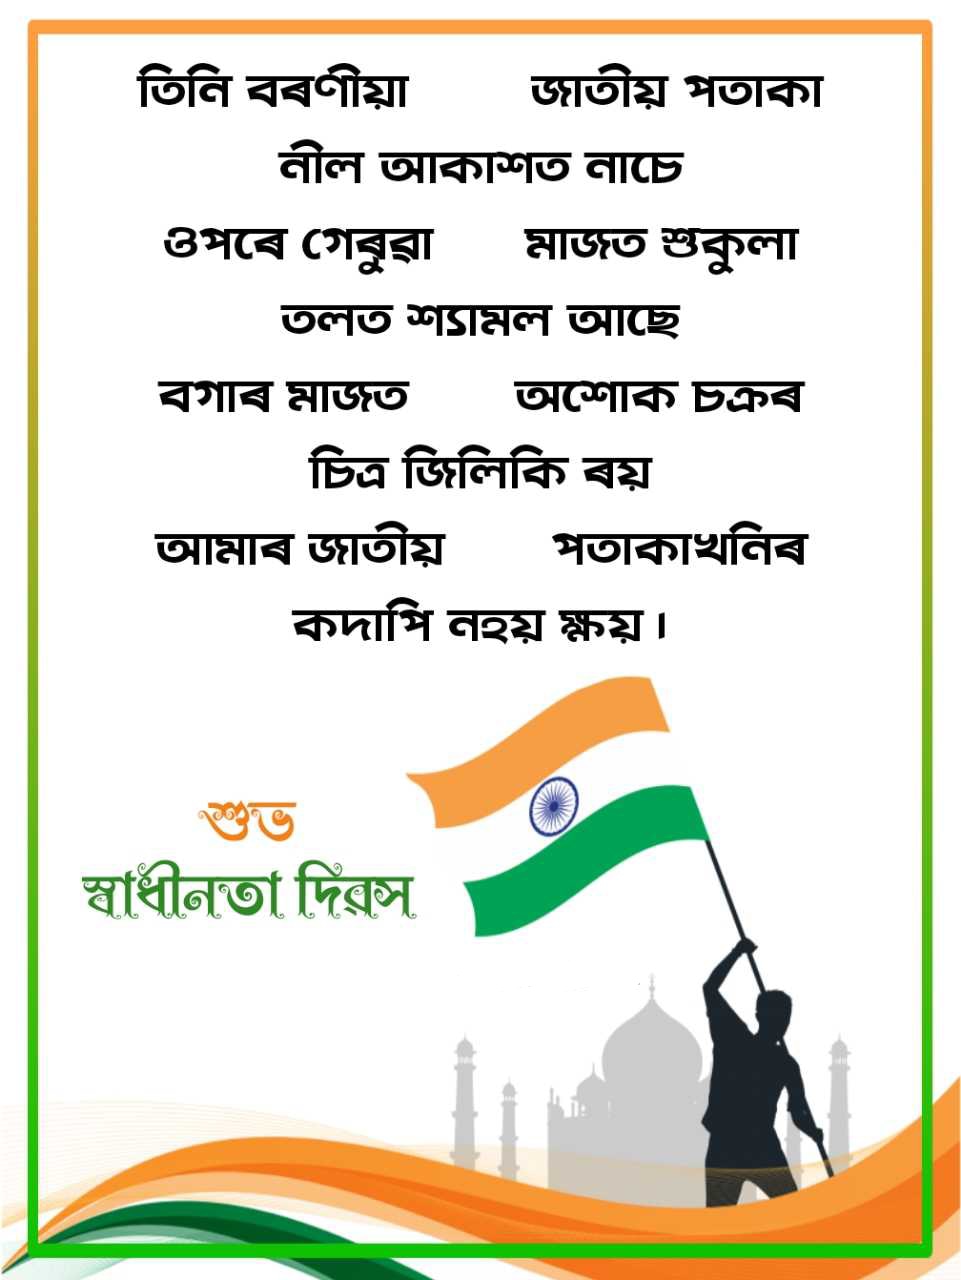 তিনি বৰণীয়া জাতীয় পতাকা
নীল আকাশত নাচে
ওপৰে গেৰুৱা মাজত শুকুলা
তলত শ্যামল আছে
বগাৰ মাজত অশোক চক্ৰৰ
চিত্ৰ জিলিকি ৰয়
আমাৰ জাতীয় পতাকাখনিৰ
কদাপি নহয় ক্ষয়।
শুভ
স্বাধীনতা দিৱস